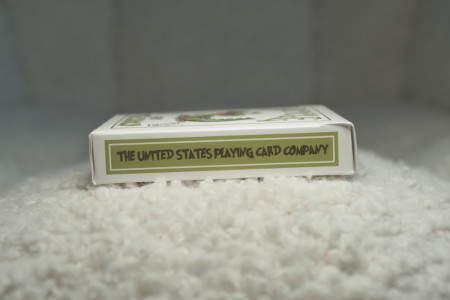 THE UNITED STATES PLAYING CARD COMPANY